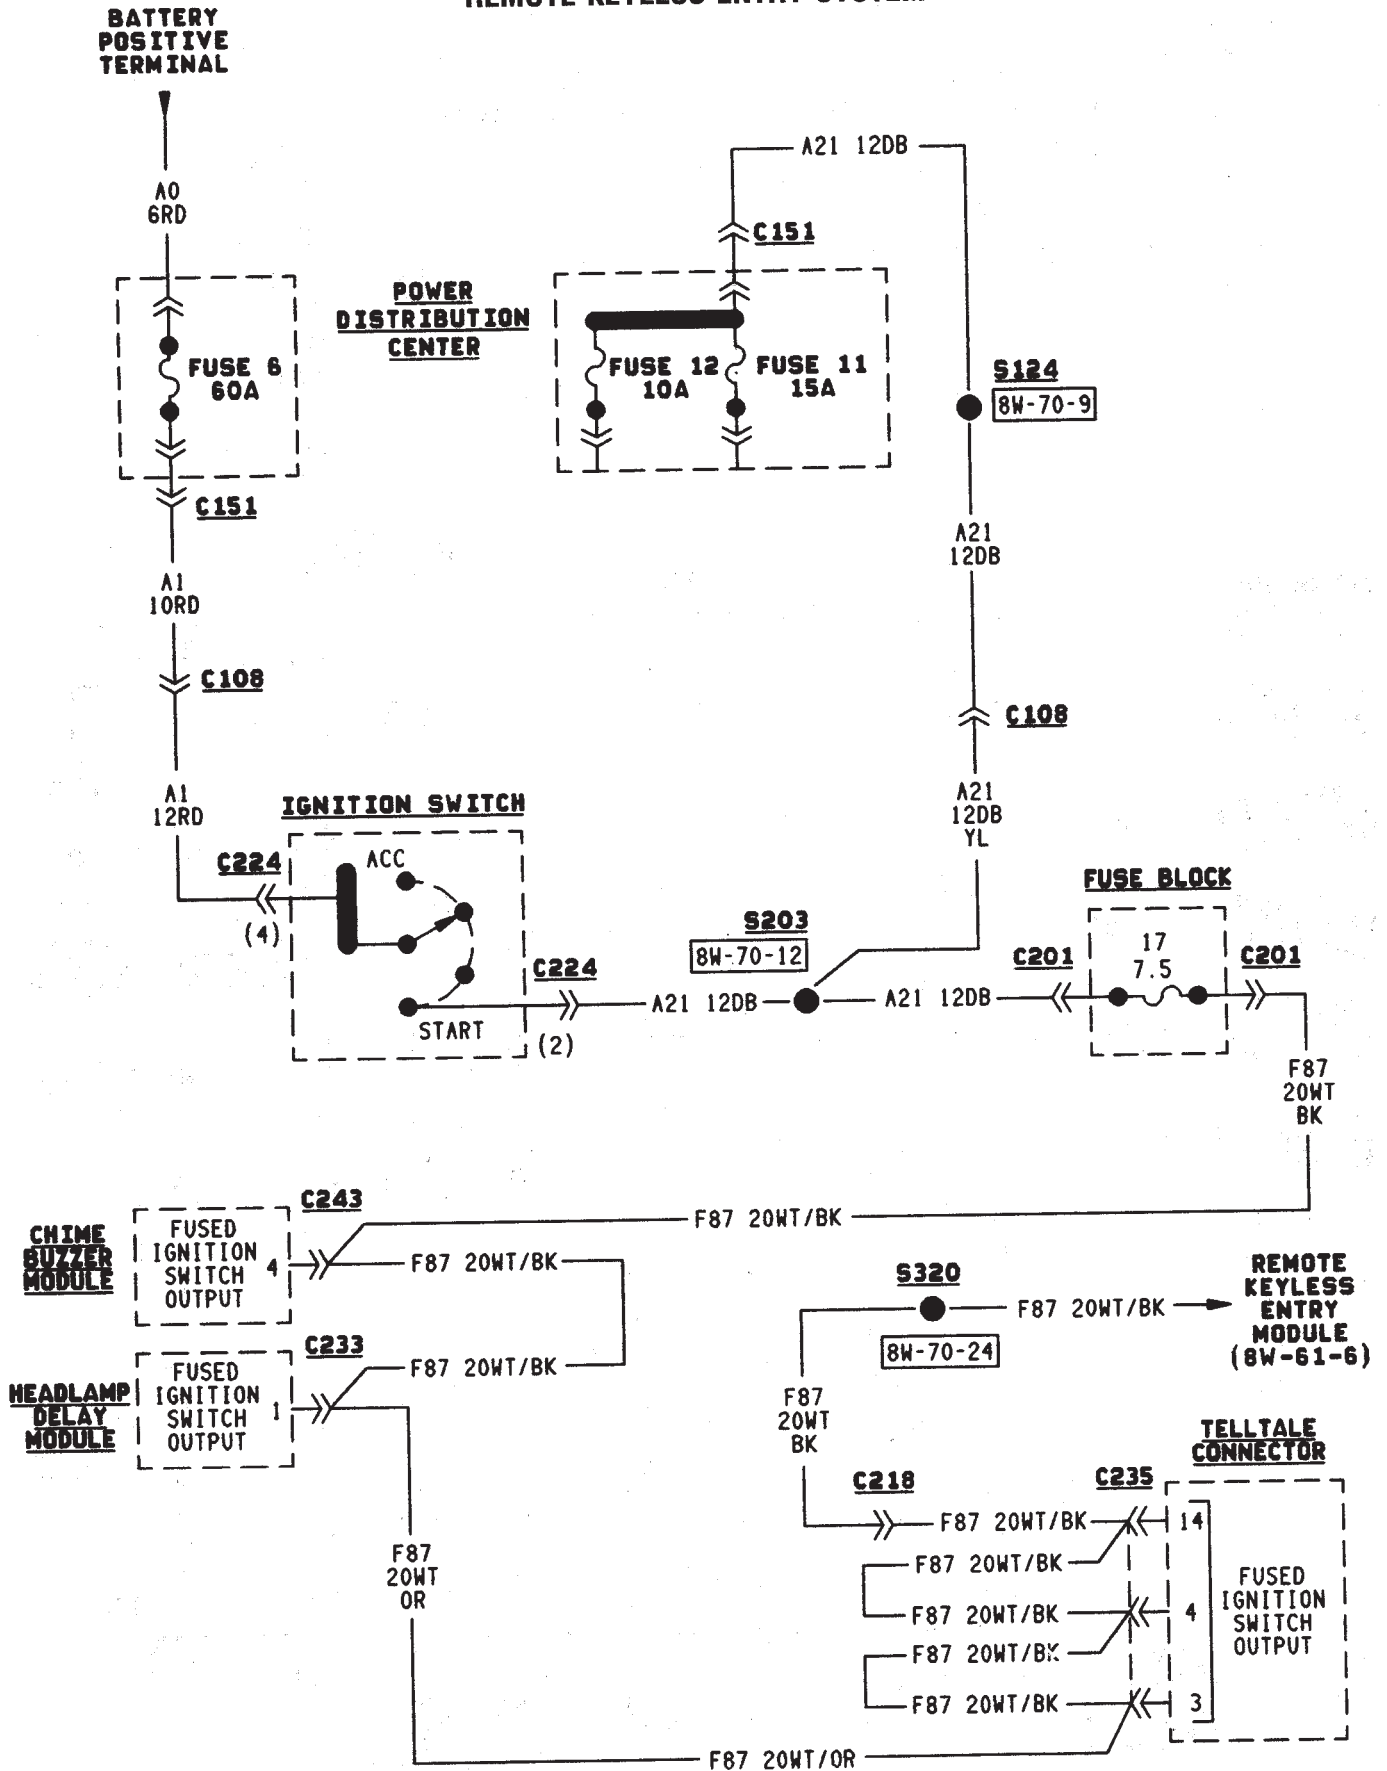 REMOTE KEYLESS ENTRY SYSTEM
BATTERY
POSITIVE
TERMINAL
A21 12DB
A0
6RD
C151
POWER
DISTRIBUTION
CENTER
FUSE 6
60A
FUSE 12
10A
FUSE 11
15A
S124
8W-70-9
C151
A21
12DB
A1
10RD
C108
C108
A1
12RD
A21
12DB
YL
IGNITION SWITCH
C224
ACC
(4)
FUSE BLOCK
S203
8W-70-12
C224
C201
17
7.5
C201
A21 12DB
A21 12DB
START
(2)
F87
20WT
BK
C243
CHIME
BUZZER
MODULE
FUSED
IGNITION
SWITCH
OUTPUT
4
F87 20WT/BK
F87 20WT/BK
S320
F87 20WT/BK
REMOTE
KEYLESS
ENTRY
MODULE
(8W-61-6)
8W-70-24
C233
HEADLAMP
DELAY
MODULE
FUSED
IGNITION
SWITCH
OUTPUT
1
F87 20WT/BK
F87
20WT
BK
TELLTALE
CONNECTOR
C218
C235
F87 20WT/BK
14
F87 20WT/BK
F87
20WT
OR
F87 20WT/BK
4
FUSED
IGNITION
SWITCH
OUTPUT
F87 20WT/BK
F87 20WT/BK
3
F87 20WT/OR